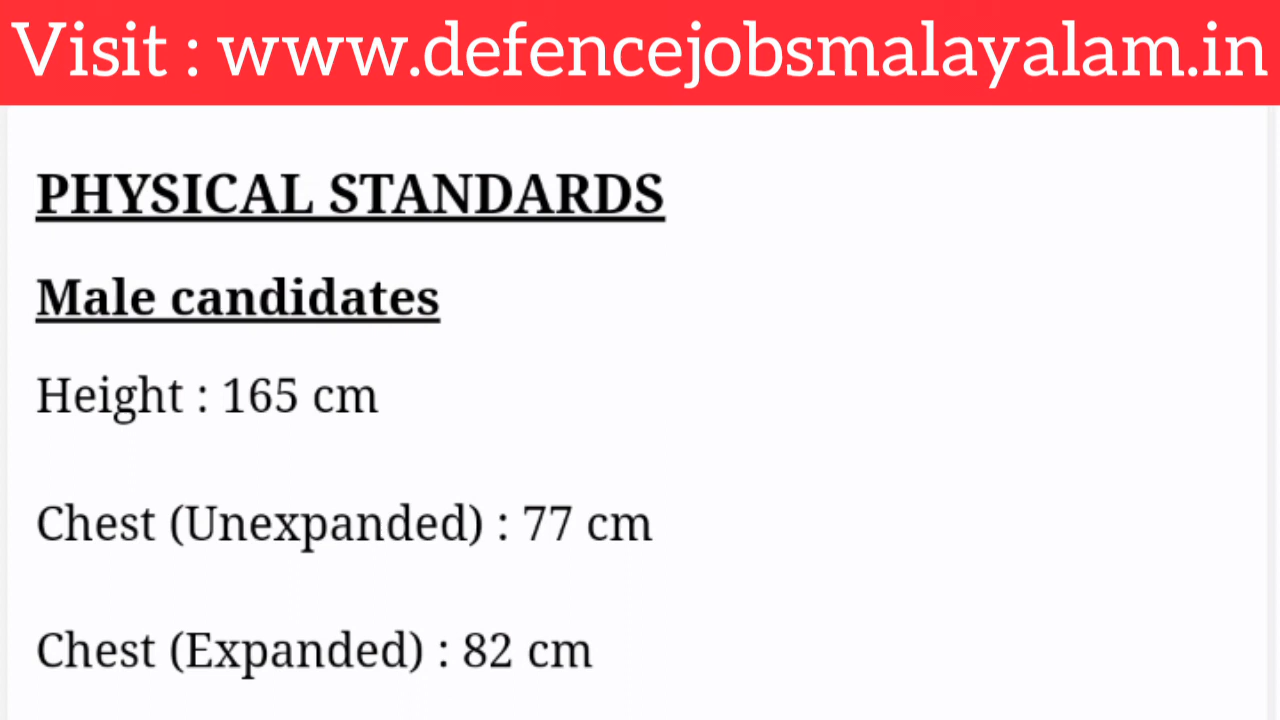 Visit : www.defencejobsmalayalam.in
PHYSICAL STANDARDS
Male candidates
Height : 165 cm
Chest (Unexpanded) : 77 cm
Chest (Expanded) : 82 cm